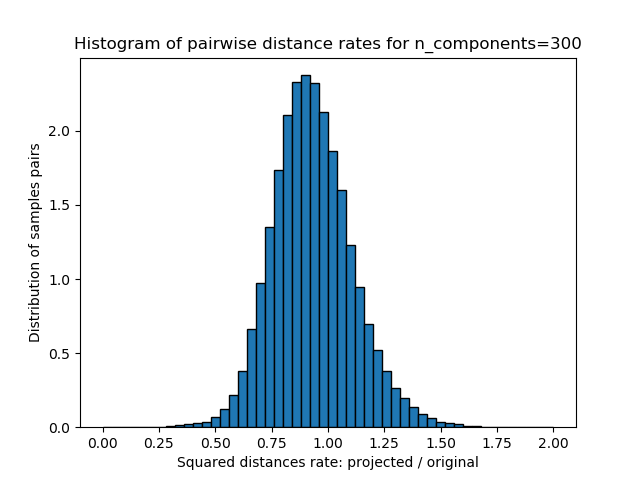 Histogram of pairwise distance rates for n_components=300
Distribution of samples pairs
2.0
1.5
1.0
0.5
0.0
0.00 0.25 0.50 0.75 1.00 1.25 1.50 1.75 2.00
Squared distances rate: projected / original